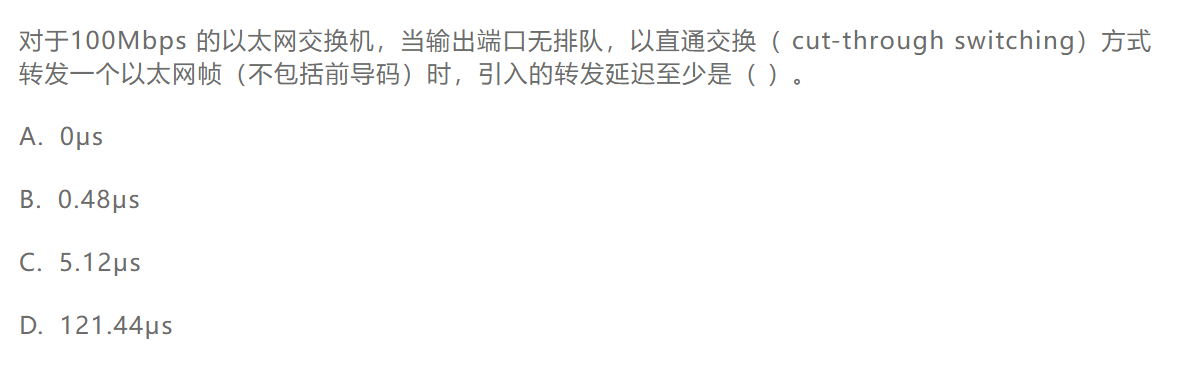 对于100Mbps 的以太网交换机，当输出端口无排队，以直通交换（ cut-through switching）方式
转发一个以太网帧（不包括前导码）时，引入的转发延迟至少是（ ）。
A. 0μs
B. 0.48μs
C. 5.12μs
D. 121.44μs